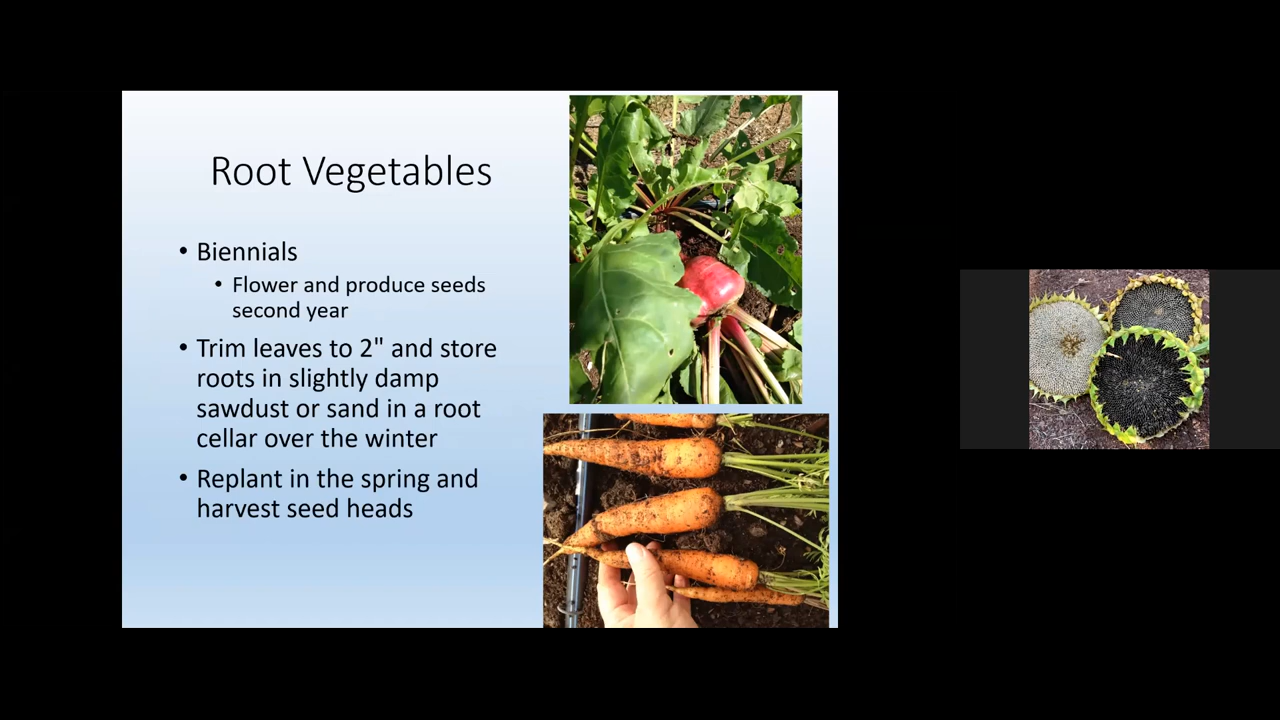 Root Vegetables
• Biennials
• Flower and produce seeds
second year
• Trim leaves to 2" and store
roots in slightly damp
sawdust or sand in a root
cellar over the winter
• Replant in the spring and
harvest seed heads